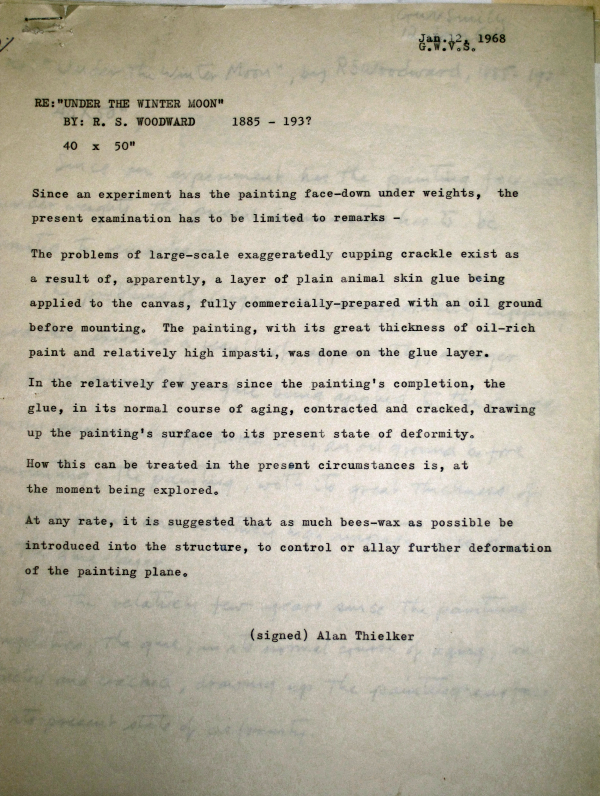 Jan.12, 1968
G.W.V.S.
RE:"UNDER THE WINTER MOON"
BY: R. S. WOODWARD 1885 - 193?
40 x 50"
Since an experiment has the painting face-down under weights, the
present examination has to be limited to remarks -
The problems of large-scale exaggeratedly cupping crackle exist as
a result of, apparently, a layer of plain animal skin glue being
applied to the canvas, fully commercially-prepared with an oil ground
before mounting. The painting, with its great thickness of oil-rich
paint and relatively high impasti, was done on the glue layer.
In the relatively few years since the painting's completion, the
glue, in its normal course of aging, contracted and cracked, drawing
up the painting's surface to its present state of deformity.
How this can be treated in the present circumstances is, at
the moment being explored.
At any rate, it is suggested that as much bees-wax as possible be
introduced into the structure, to control or allay further deformation
of the painting plane.
(signed) Alan Thielker